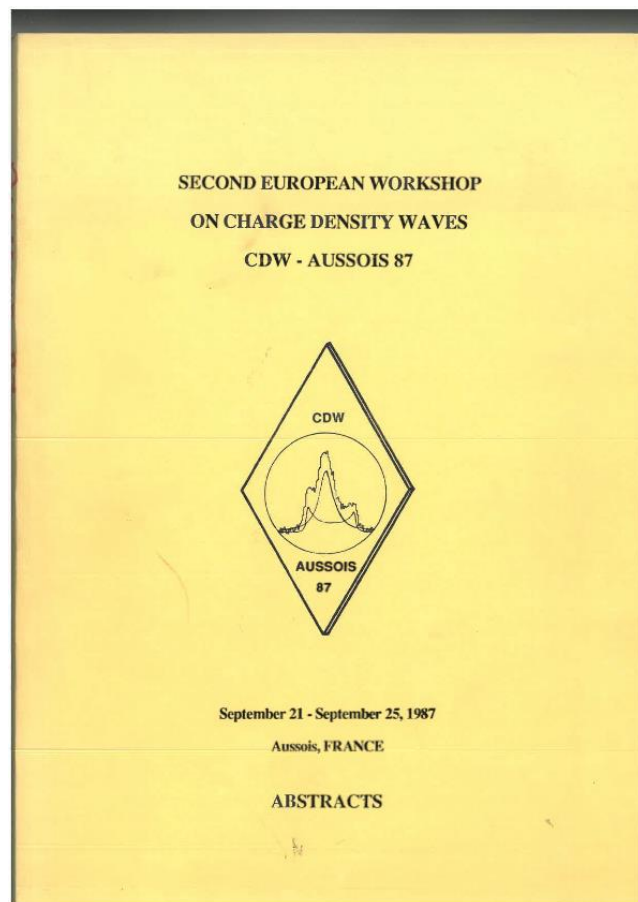 SECOND EUROPEAN WORKSHOP
ON CHARGE DENSITY WAVES
CDW - AUSSOIS 87
CDW
AUSSOIS
87
September 21 - September 25, 1987
Aussois, FRANCE
ABSTRACTS